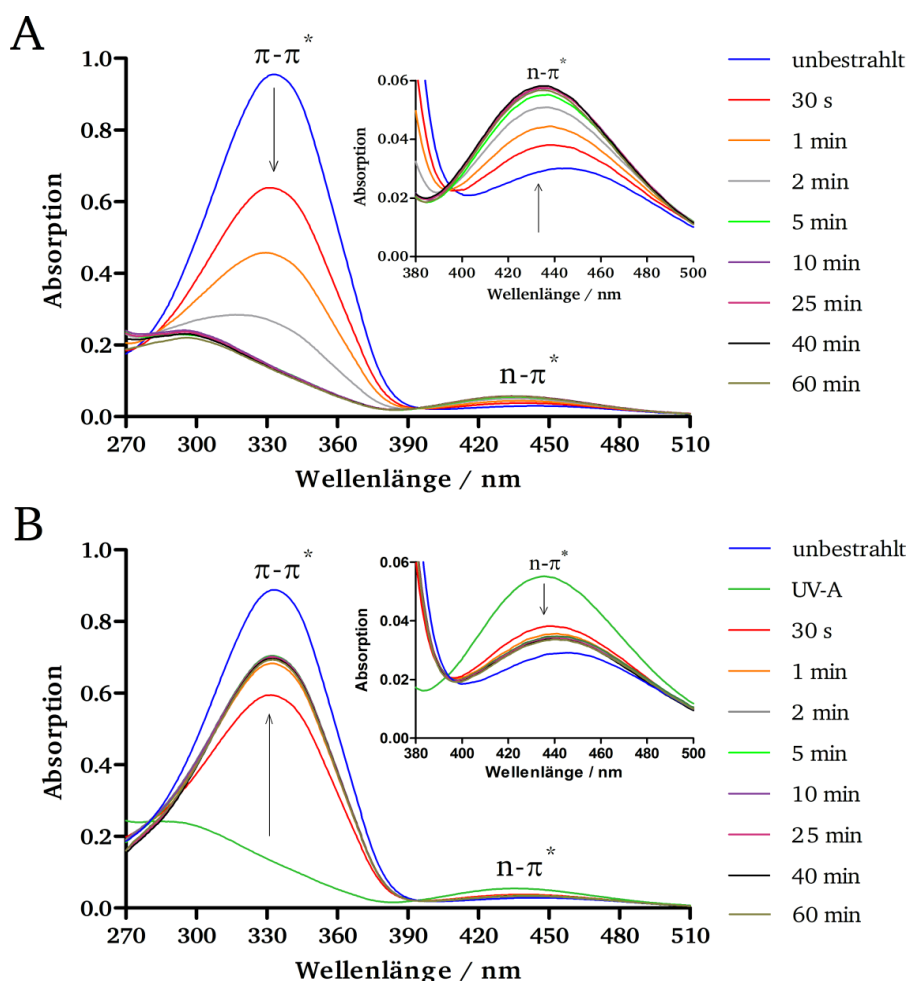 A
π-π*
1.0
0.8
0.6
0.4
0.2
0.0
Absorption
270 300 330 360 390 420 450 480 510
Wellenlänge / nm
n-π*
n-π*
0.06
0.04
0.02
0.00
Absorption
380 400 420 440 460 480 500
Wellenlänge / nm
unbestrahlt
30 s
1 min
2 min
5 min
10 min
25 min
40 min
60 min
B
π-π*
1.0
0.8
0.6
0.4
0.2
0.0
Absorption
270 300 330 360 390 420 450 480 510
Wellenlänge / nm
n-π*
n-π*
0.06
0.04
0.02
0.00
Absorption
380 400 420 440 460 480 500
Wellenlänge / nm
unbestrahlt
UV-A
30 s
1 min
2 min
5 min
10 min
25 min
40 min
60 min